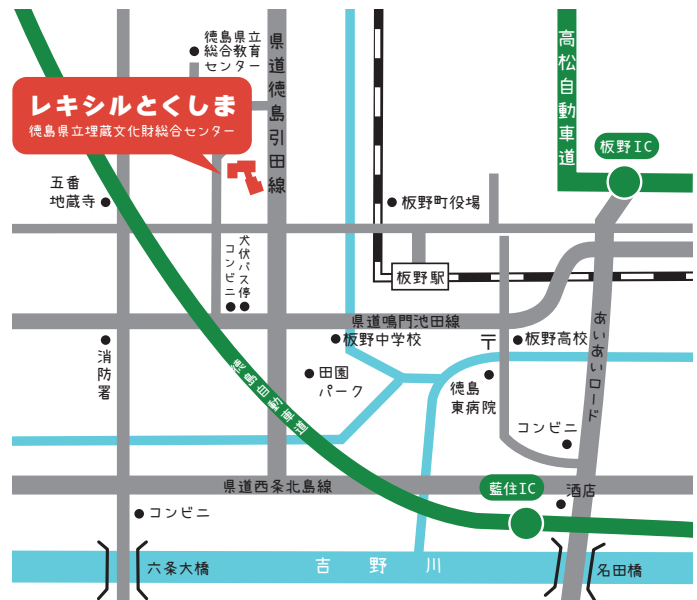 徳島県立
総合教育
センター
県道徳島引田線
高松自動車道
レキシルとくしま
徳島県立埋蔵文化財総合センター
板野IC
五番
地蔵寺
板野町役場
犬伏バス停
コンビニ
板野駅
県道鳴門池田線
あいあいロード
消防署
板野中学校
〒
板野高校
田園
パーク
徳島自動車道
徳島
東病院
コンビニ
県道西条北島線
藍住IC
酒店
コンビニ
六条大橋
吉野川
名田橋